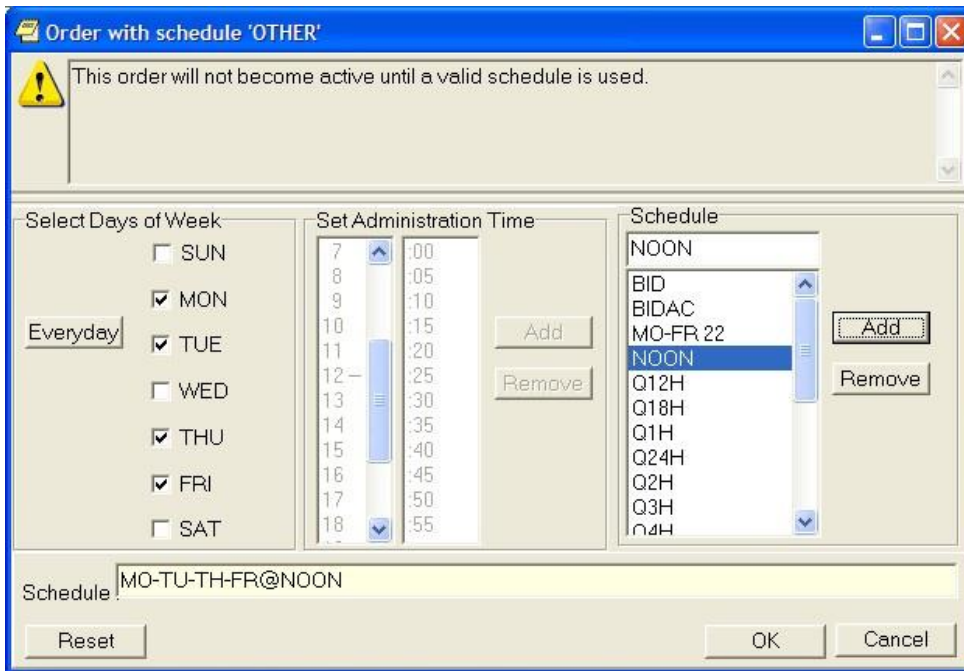 Order with schedule 'OTHER'
This order will not become active until a valid schedule is used.
Select Days of Week
SUN
MON
Everyday
TUE
WED
THU
FRI
SAT
Set Administration Time
7 :00
8 :05
9 :10
10 :15
11 :20
12 – :25
13 :30
14 :35
15 :40
16 :45
17 :50
18 :55
Add
Remove
Schedule
NOON
BID
BIDAC
MO-FR 22
NOON
Q12H
Q18H
Q1H
Q24H
Q2H
Q3H
Q4H
Add
Remove
Schedule :
MO-TU-TH-FR@NOON
Reset
OK
Cancel